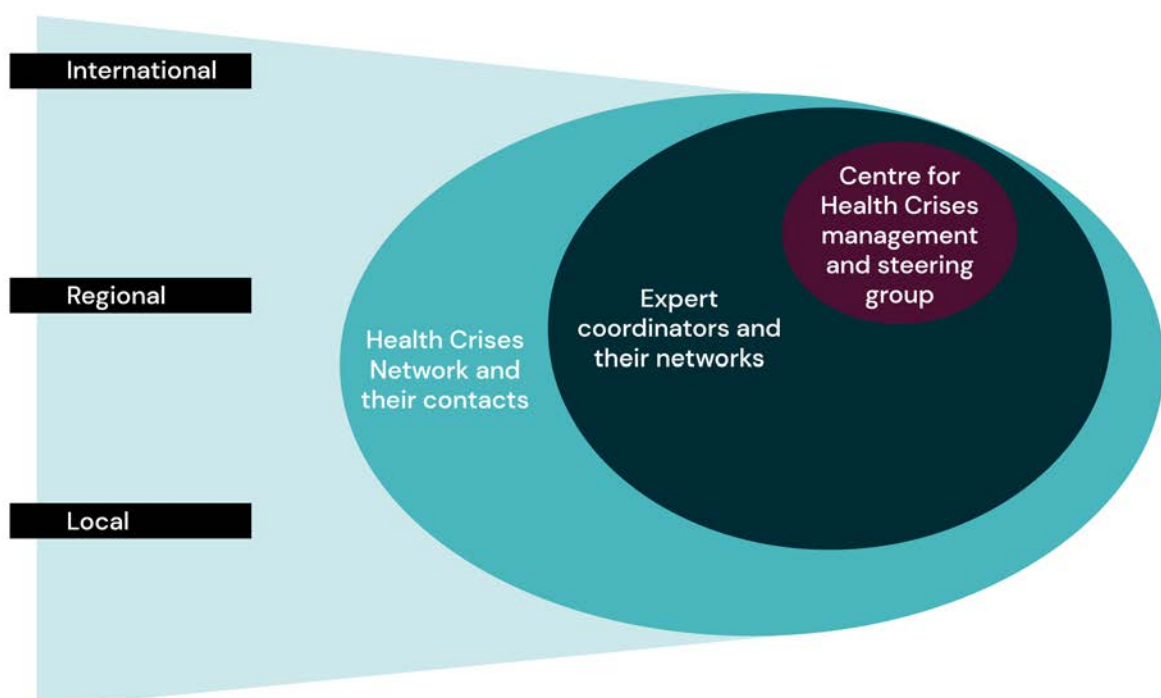 International
Regional
Local
Health Crises
Network and
their contacts
Expert
coordinators and
their networks
Centre for
Health Crises
management
and steering
group